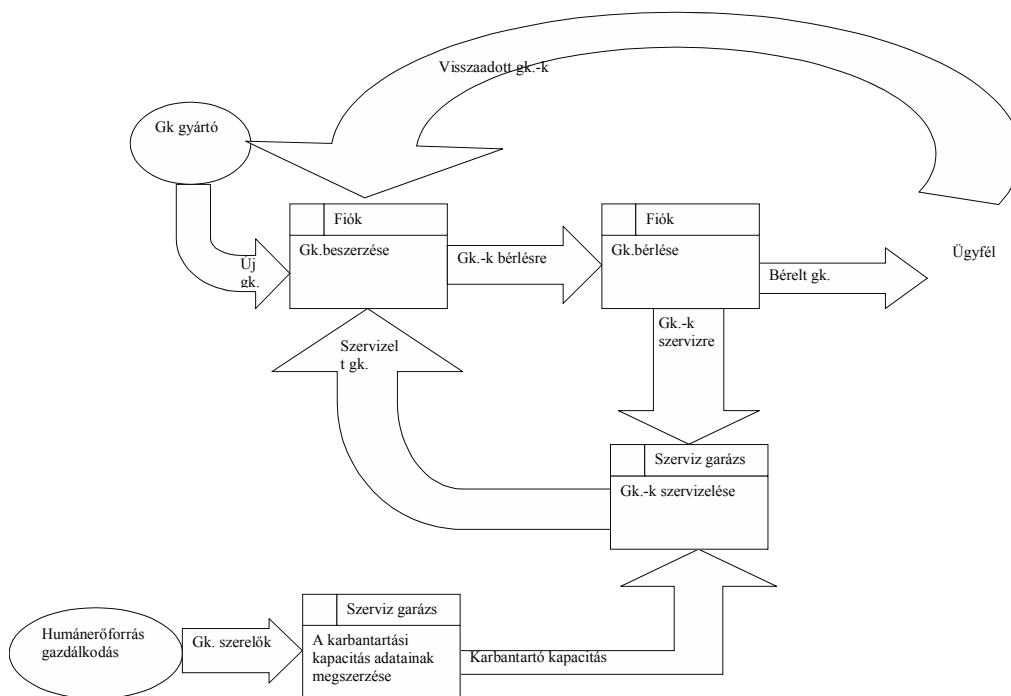 Visszaadott gk.-k
Gk gyártó
Fiók
Gk.beszerzése
Fiók
Gk.bérlése
Új
gk.
Gk.-k bérlésre
Bérelt gk.
Ügyfél
Szervizel
t gk.
Gk.-k
szervizre
Szerviz garázs
Gk.-k szervizelése
Humánerőforrás
gazdálkodás
Gk. szerelők
Szerviz garázs
A karbantartási
kapacitás adatainak
megszerzése
Karbantartó kapacitás